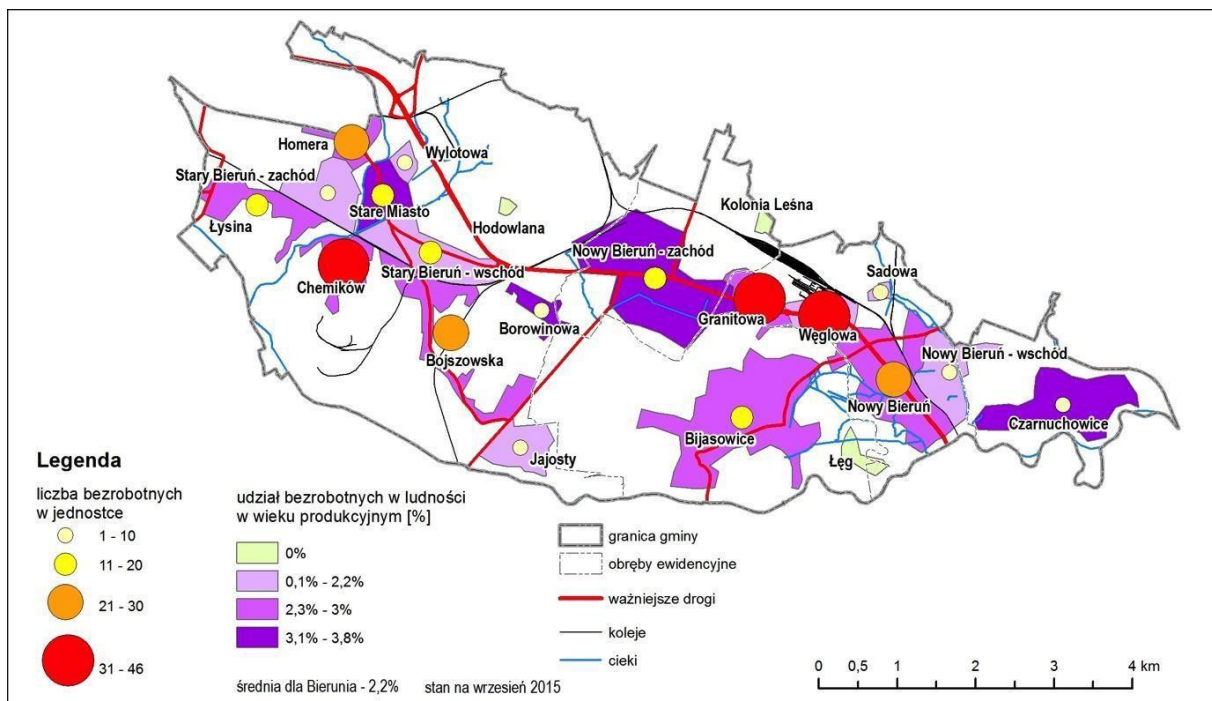 Homera
Wylotowa
Stary Bieruń - zachód
Stare Miasto
Łysina
Hodowlana
Kolonia Leśna
Stary Bieruń - wschód
Nowy Bieruń - zachód
Chemików
Sadowa
Borowinowa
Granitowa
Węglowa
Bojszowska
Nowy Bieruń - wschód
Nowy Bieruń
Czarnuchowice
Bijasowice
Jajosty
Łęg
Legenda
liczba bezrobotnych
w jednostce
1 - 10
11 - 20
21 - 30
31 - 46
udział bezrobotnych w ludności
w wieku produkcyjnym [%]
0%
0,1% - 2,2%
2,3% - 3%
3,1% - 3,8%
średnia dla Bierunia - 2,2% stan na wrzesień 2015
granica gminy
obręby ewidencyjne
ważniejsze drogi
koleje
cieki
0 0,5 1 2 3 4 km